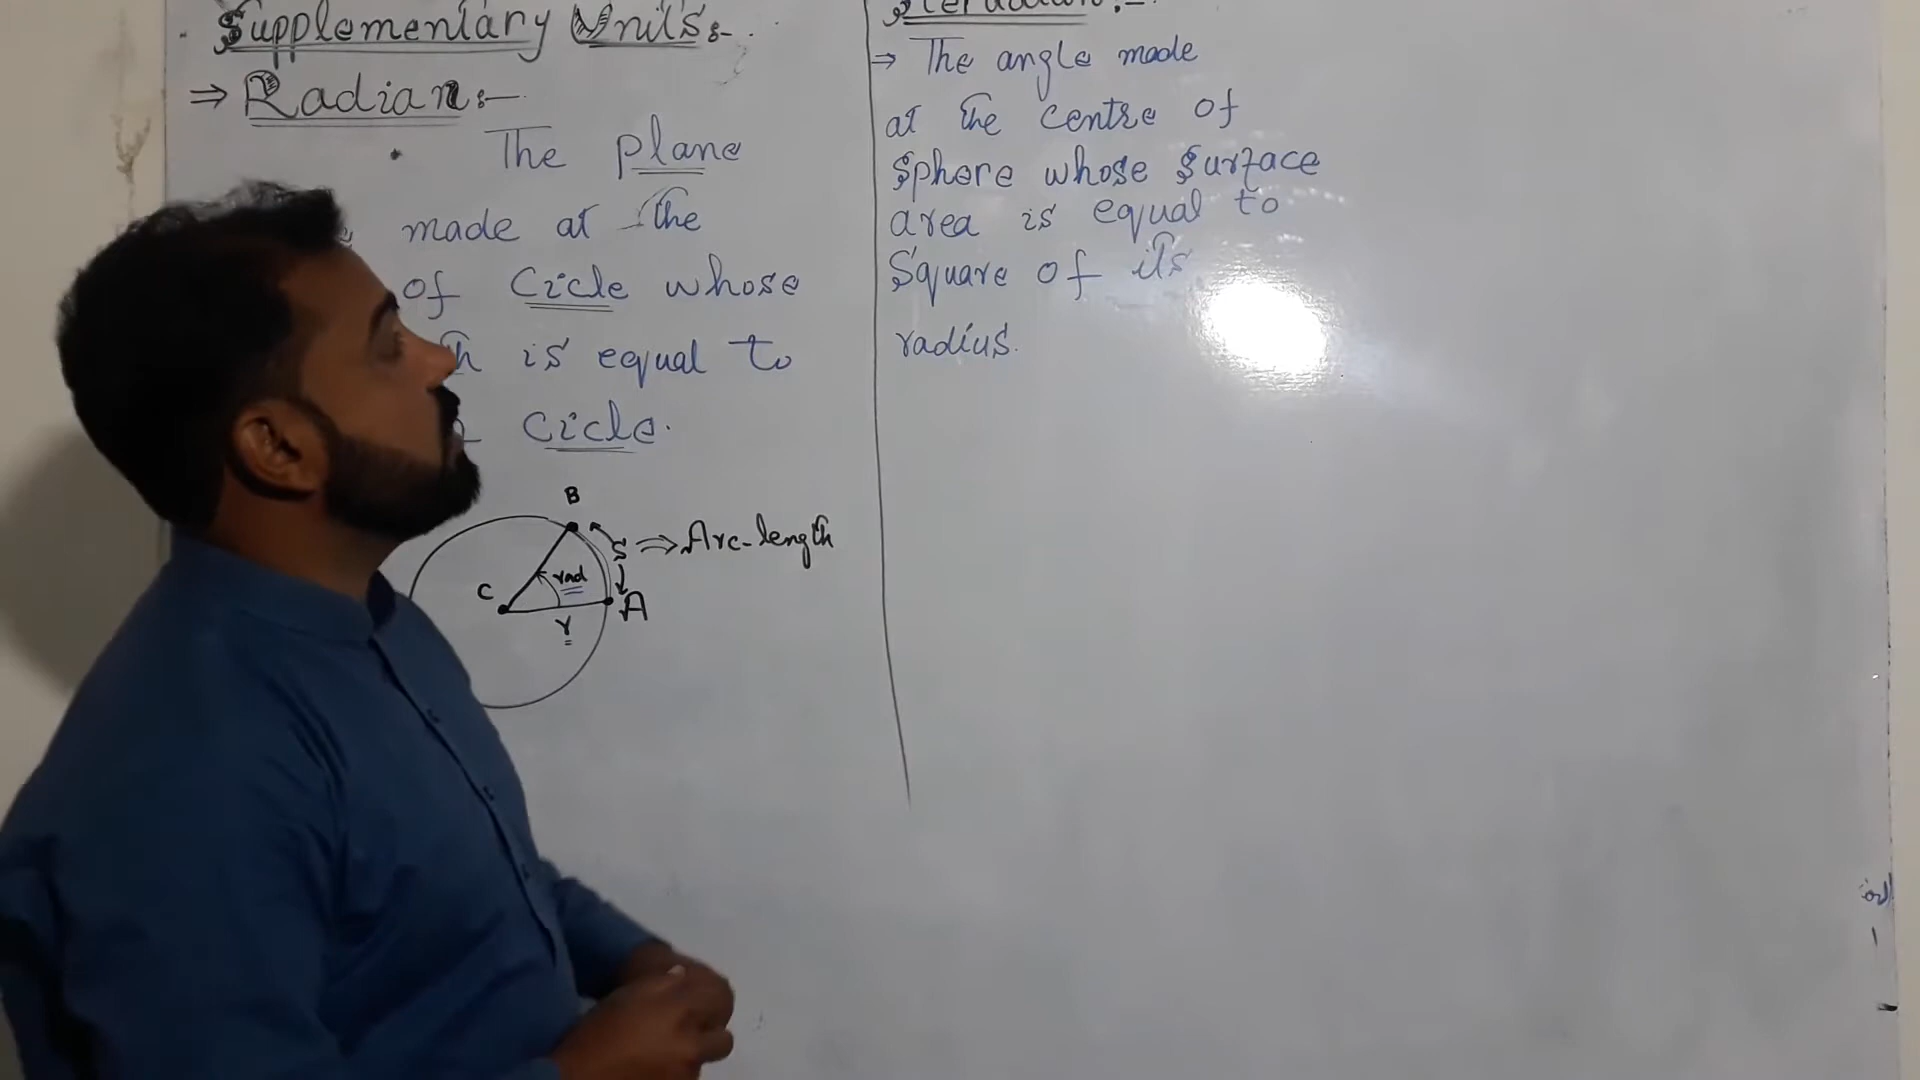 Supplementary Units:-
⇒ Radian:-
The plane
made at the
of Cicle whose
is equal to
Cicle.
B
S ⇒ Arc-length
C
rad
A
r
Steradian:-
⇒ The angle made
at the centre of
Sphere whose Surface
area is equal to
Square of its
radius.